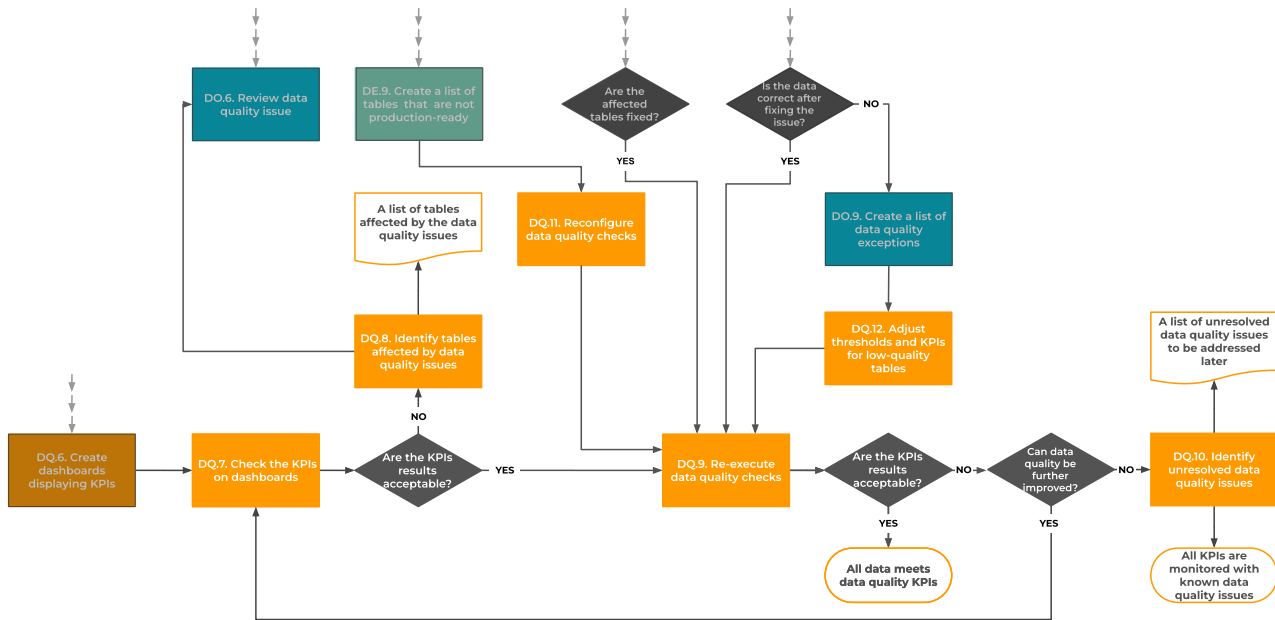 DO.6. Review data
quality issue
DE.9. Create a list of
tables that are not
production-ready
Are the
affected
tables fixed?
Is the data
correct after
fixing the
issue?
NO
YES
YES
A list of tables
affected by the data
quality issues
DQ.11. Reconfigure
data quality checks
DO.9. Create a list of
data quality
exceptions
DQ.8. Identify tables
affected by data
quality issues
DQ.12. Adjust
thresholds and KPIs
for low-quality
tables
A list of unresolved
data quality issues
to be addressed
later
NO
DQ.6. Create
dashboards
displaying KPIs
DQ.7. Check the KPIs
on dashboards
Are the KPIs
results
acceptable?
YES
DQ.9. Re-execute
data quality checks
Are the KPIs
results
acceptable?
NO
Can data
quality be
further
improved?
NO
DQ.10. Identify
unresolved data
quality issues
YES
YES
All data meets
data quality KPIs
All KPIs are
monitored with
known data
quality issues